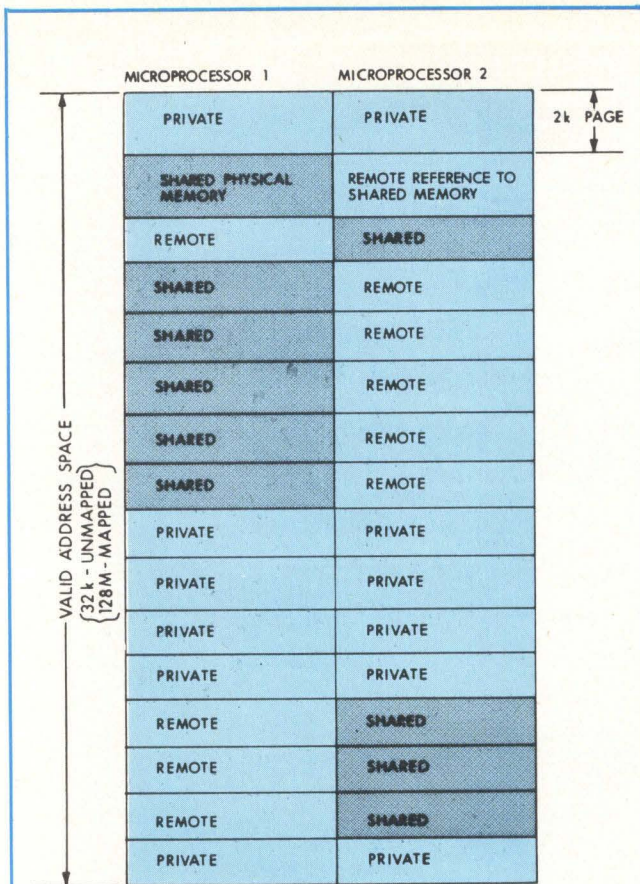 MICROPROCESSOR 1 MICROPROCESSOR 2
PRIVATE PRIVATE 2k PAGE
SHARED PHYSICAL
MEMORY
REMOTE REFERENCE TO
SHARED MEMORY
REMOTE SHARED
SHARED REMOTE
SHARED REMOTE
SHARED REMOTE
SHARED REMOTE
SHARED REMOTE
PRIVATE PRIVATE
PRIVATE PRIVATE
PRIVATE PRIVATE
PRIVATE PRIVATE
REMOTE SHARED
REMOTE SHARED
REMOTE SHARED
PRIVATE PRIVATE
VALID ADDRESS SPACE
{32 k - UNMAPPED}
{128M - MAPPED}